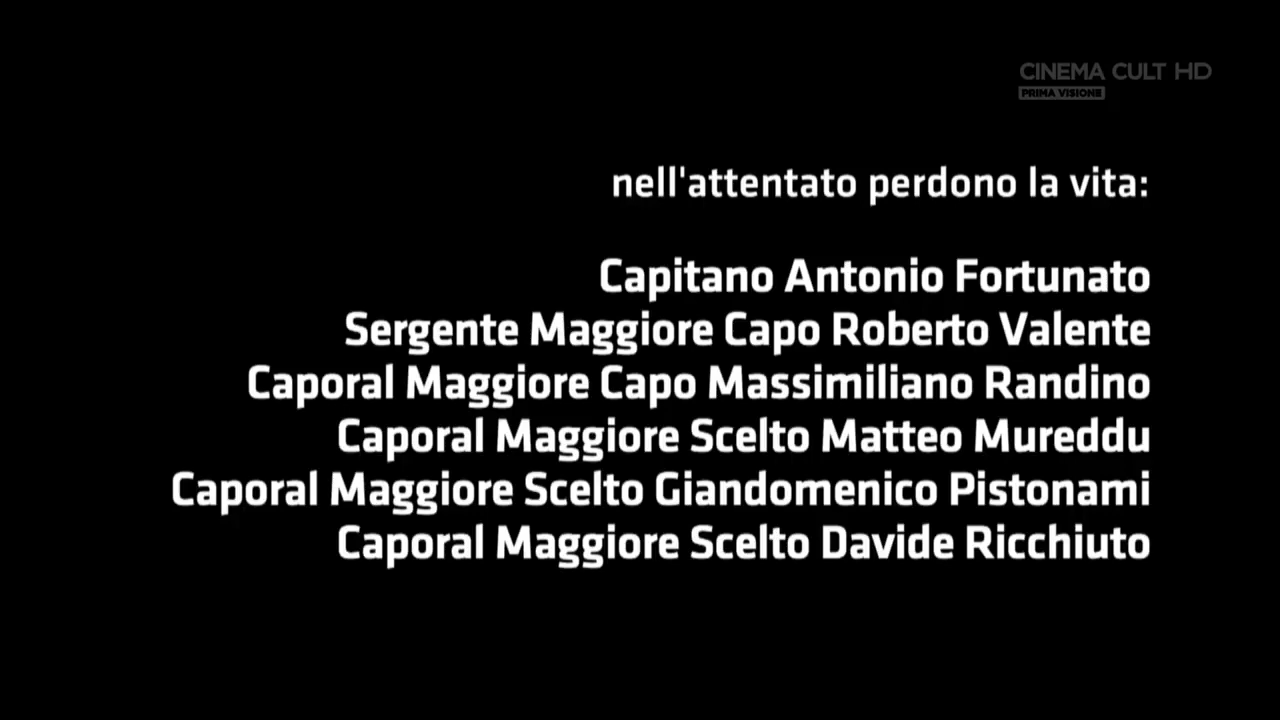 CINEMA CULT HD
PRIMA VISIONE
nell'attentato perdono la vita:
Capitano Antonio Fortunato
Sergente Maggiore Capo Roberto Valente
Caporal Maggiore Capo Massimiliano Randino
Caporal Maggiore Scelto Matteo Mureddu
Caporal Maggiore Scelto Giandomenico Pistonami
Caporal Maggiore Scelto Davide Ricchiuto